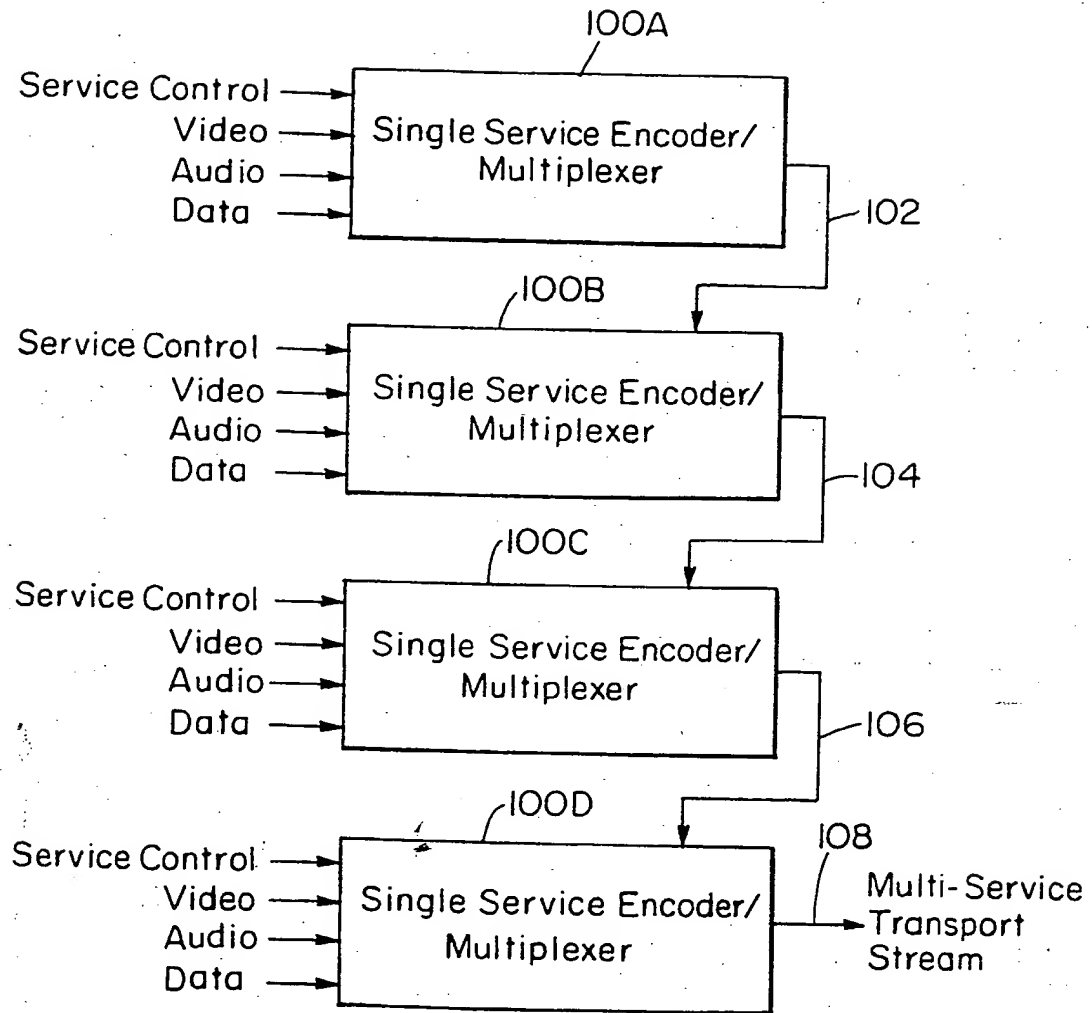 100A
Service Control
Video
Audio
Data
Single Service Encoder/
Multiplexer
102
100B
Service Control
Video
Audio
Data
Single Service Encoder/
Multiplexer
104
100C
Service Control
Video
Audio
Data
Single Service Encoder/
Multiplexer
106
100D
Service Control
Video
Audio
Data
Single Service Encoder/
Multiplexer
108
Multi-Service
Transport
Stream